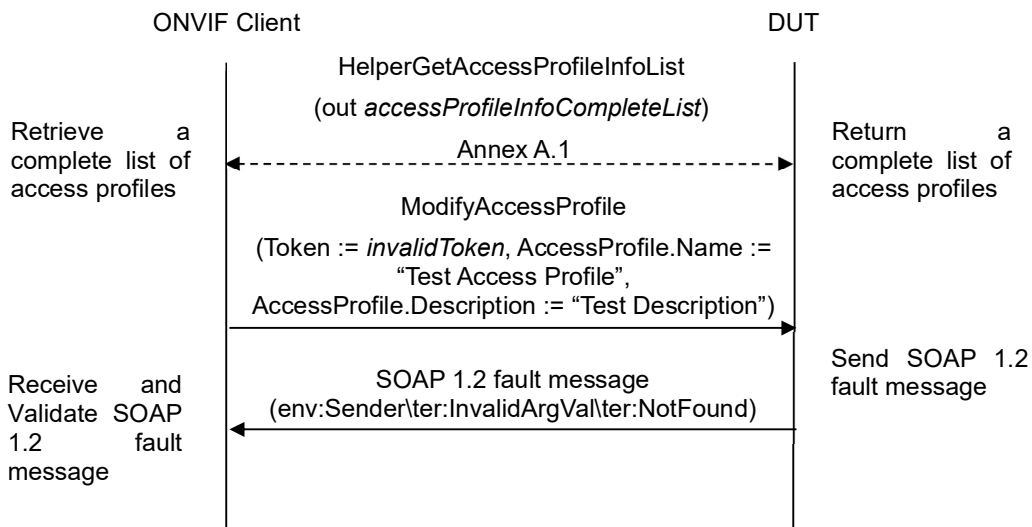 ONVIF Client
DUT
HelperGetAccessProfileInfoList
(out accessProfileInfoCompleteList)
Annex A.1
Retrieve a
complete list of
access profiles
Return a
complete list of
access profiles
ModifyAccessProfile
(Token := invalidToken, AccessProfile.Name :=
“Test Access Profile”,
AccessProfile.Description := “Test Description”)
Send SOAP 1.2
fault message
SOAP 1.2 fault message
(env:Sender\ter:InvalidArgVal\ter:NotFound)
Receive and
Validate SOAP
1.2 fault
message